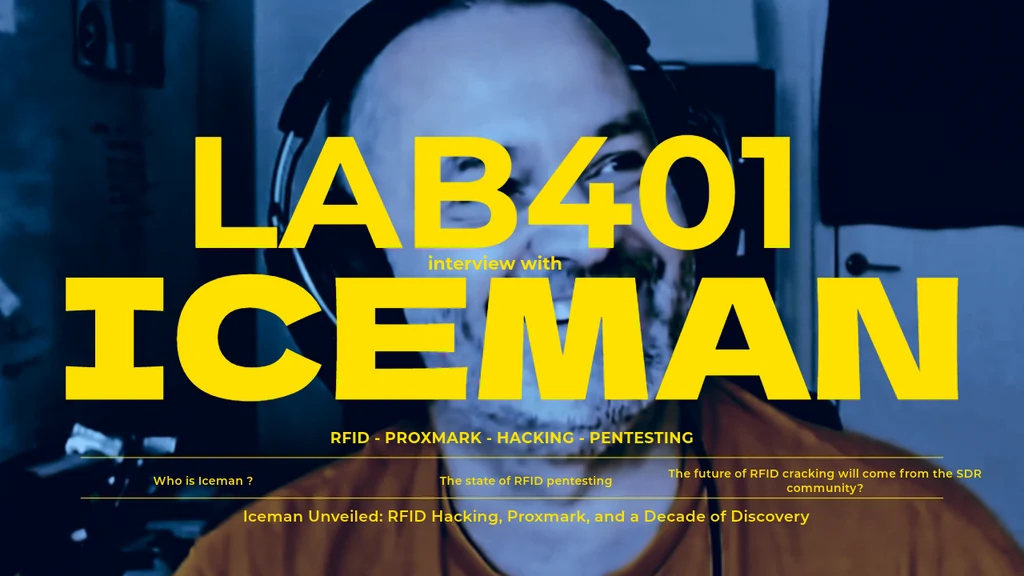 LAB401
interview with
ICEMAN
RFID - PROXMARK - HACKING - PENTESTING
Who is Iceman ?
The state of RFID pentesting
The future of RFID cracking will come from the SDR
community?
Iceman Unveiled: RFID Hacking, Proxmark, and a Decade of Discovery